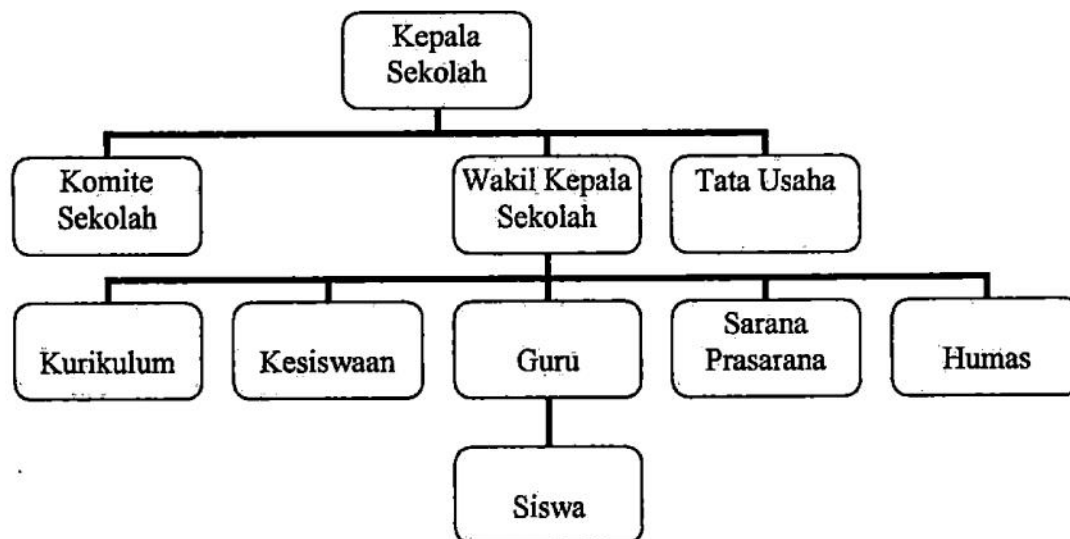 Kepala
Sekolah
Komite
Sekolah
Wakil Kepala
Sekolah
Tata Usaha
Kurikulum
Kesiswaan
Guru
Sarana
Prasarana
Humas
Siswa